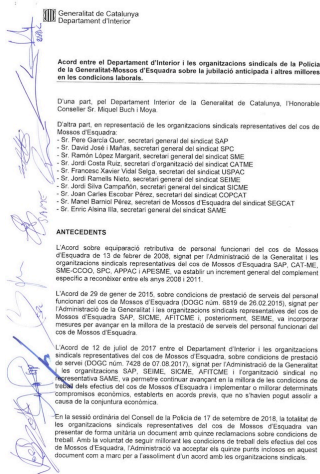 Generalitat de Catalunya
Departament d'Interior
Acord entre el Departament d'Interior i les organitzacions sindicals de la Policia
de la Generalitat-Mossos d'Esquadra sobre la jubilació anticipada i altres millores
en les condicions laborals.
D'una part, pel Departament Interior de la Generalitat de Catalunya, l'Honorable
Conseller Sr. Miquel Buch i Moya.
D'altra part, en representació de les organitzacions sindicals representatives del cos de
Mossos d'Esquadra:
- Sr. Pere Garcia Quer, secretari general del sindicat SAP
- Sr. David José i Mañas, secretari general del sindicat SPC
- Sr. Ramón López Margarit, secretari general del sindicat SME
- Sr. Jordi Costa Ruiz, secretari d'organització del sindicat CATME
- Sr. Francesc Xavier Vidal Selga, secretari general del sindicat USPAC
- Sr. Jordi Ramells Nieto, secretari general del sindicat SEIME
- Sr. Jordi Silva Campañón, secretari general del sindicat SICME
- Sr. Joan Carles Escobar Pérez, secretari general del sindicat COPCAT
- Sr. Manel Barniol Pérez, secretari de Mossos d'Esquadra del sindicat SEGCAT
- Sr. Enric Alsina Illa, secretari general del sindicat SAME
ANTECEDENTS
L'Acord sobre equiparació retributiva de personal funcionari del cos de Mossos
d'Esquadra de 13 de febrer de 2008, signat per l'Administració de la Generalitat i les
organitzacions sindicals representatives del cos de Mossos d'Esquadra SAP, CAT-ME,
SME-CCOO, SPC, APPAC i APESME, va establir un increment general del complement
específic a reconèixer entre els anys 2008 i 2011.
L'Acord de 29 de gener de 2015, sobre condicions de prestació de serveis del personal
funcionari del cos de Mossos d'Esquadra (DOGC núm. 6819 de 26.02.2015), signat per
l'Administració de la Generalitat i les organitzacions sindicals representatives del cos de
Mossos d'Esquadra SAP, SICME, AFITCME i, posteriorment, SEIME, va incorporar
mesures per avançar en la millora de la prestació de serveis del personal funcionari del
cos de Mossos d'Esquadra.
L'Acord de 12 de juliol de 2017 entre el Departament d'Interior i les organitzacions
sindicals representatives del cos de Mossos d'Esquadra, sobre condicions de prestació
de serveis (DOGC núm. 7428 de 07.08.2017), signat per l'Administració de la Generalitat
i les organitzacions SAP, SEIME, SICME, AFITCME i l'organització sindical no
representativa SAME, va permetre continuar avançant en la millora de les condicions de
treball dels efectius del cos de Mossos d'Esquadra i implementar o millorar determinats
compromisos econòmics, establerts en acords previs, que no s'havien pogut assolir a
causa de la conjuntura econòmica.
En la sessió ordinària del Consell de la Policia de 17 de setembre de 2018, la totalitat de
les organitzacions sindicals representatives del cos de Mossos d'Esquadra van
presentar de forma unitària un document amb quinze reclamacions sobre condicions de
treball. Amb la voluntat de seguir millorant les condicions de treball dels efectius del cos
de Mossos d'Esquadra, l'Administració va acceptar els quinze punts inclosos en aquest
document com a marc per a l'assoliment d'un acord amb les organitzacions sindicals.